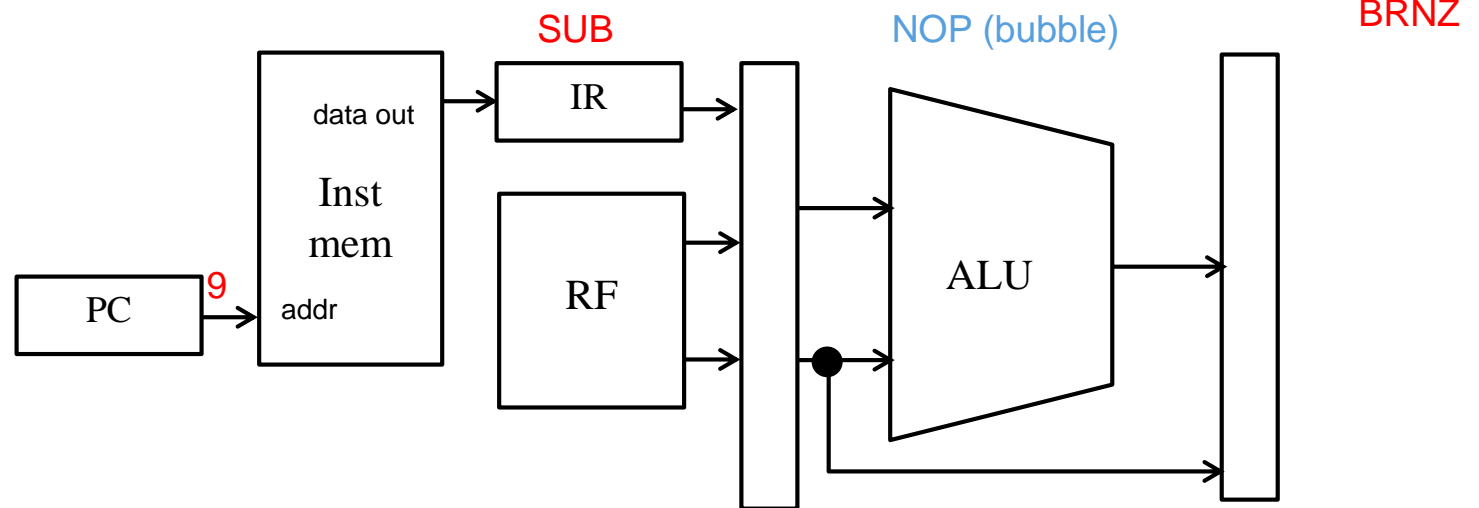 BRNZ
SUB
NOP (bubble)
IR
data out
Inst
mem
9
PC
addr
RF
ALU